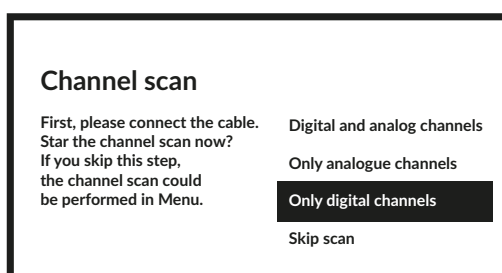 Channel scan
First, please connect the cable.
Star the channel scan now?
If you skip this step,
the channel scan could
be performed in Menu.
Digital and analog channels
Only analogue channels
Only digital channels
Skip scan